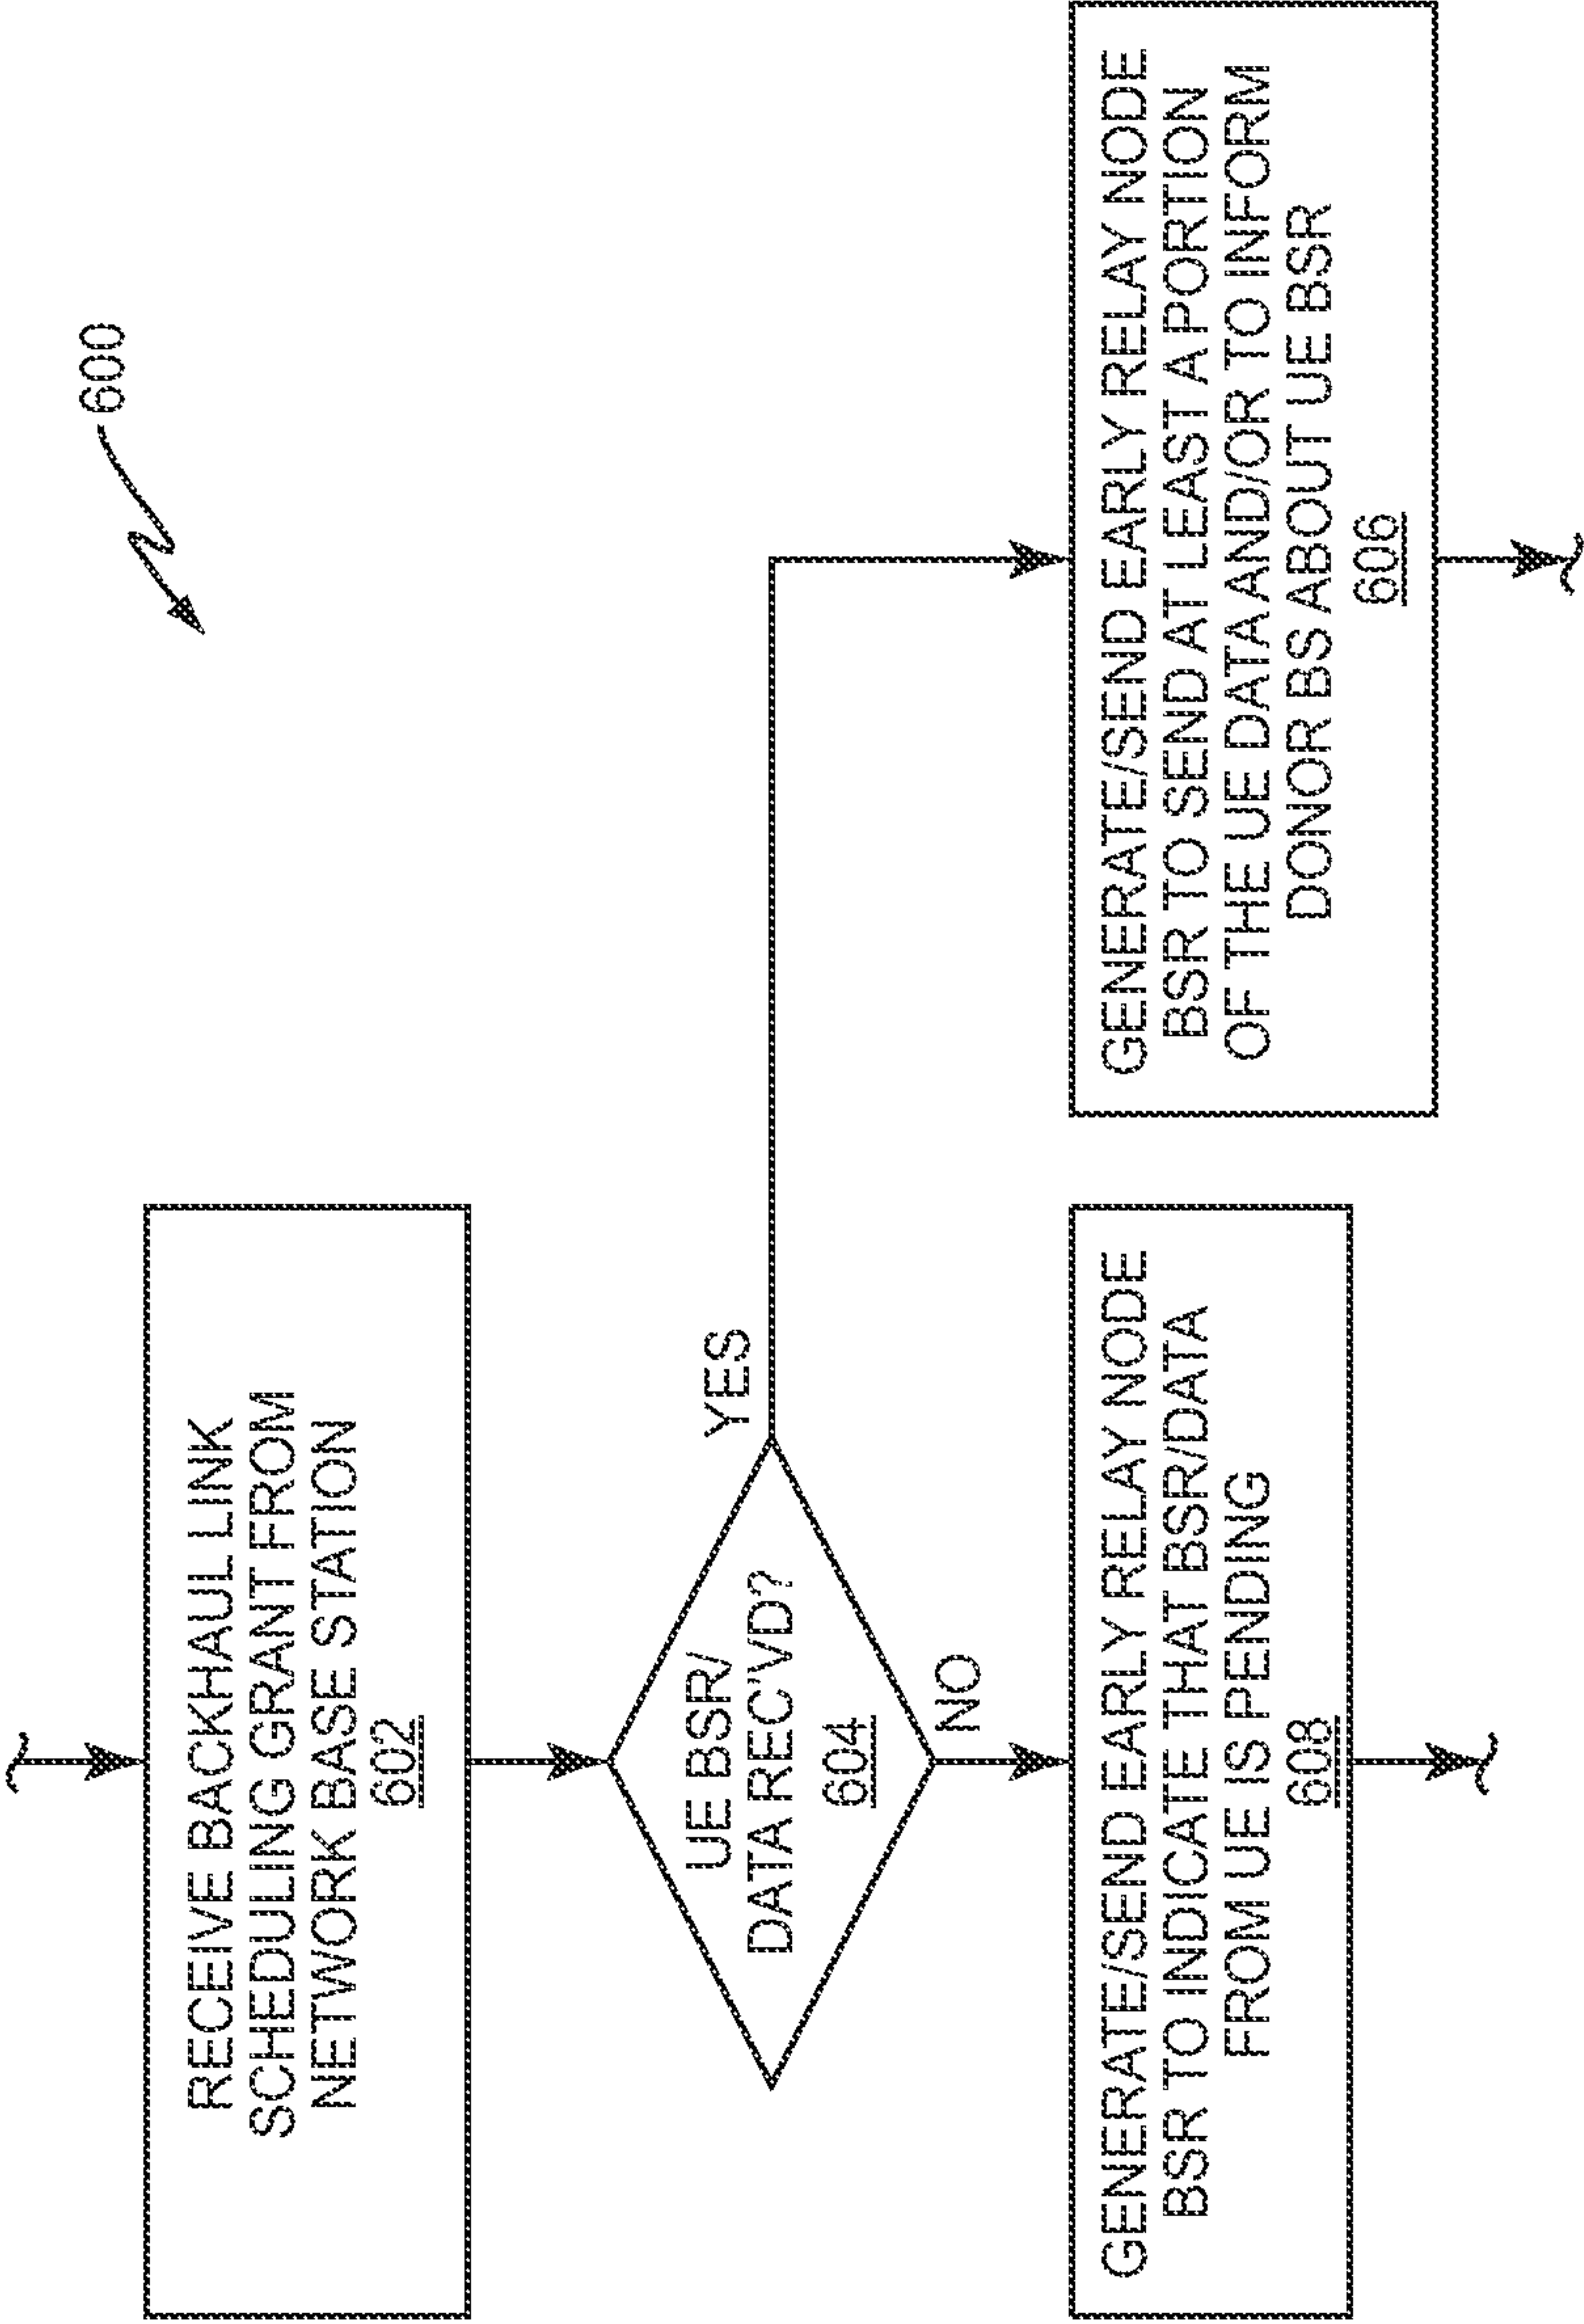 600
RECEIVE BACKHAUL LINK
SCHEDULING GRANT FROM
NETWORK BASE STATION
602
UE BSR/
DATA REC'VD?
604
YES
NO
GENERATE/SEND EARLY RELAY NODE
BSR TO INDICATE THAT BSR/DATA
FROM UE IS PENDING
608
GENERATE/SEND EARLY RELAY NODE
BSR TO SEND AT LEAST A PORTION
OF THE UE DATA AND/OR TO INFORM
DONOR BS ABOUT UE BSR
606